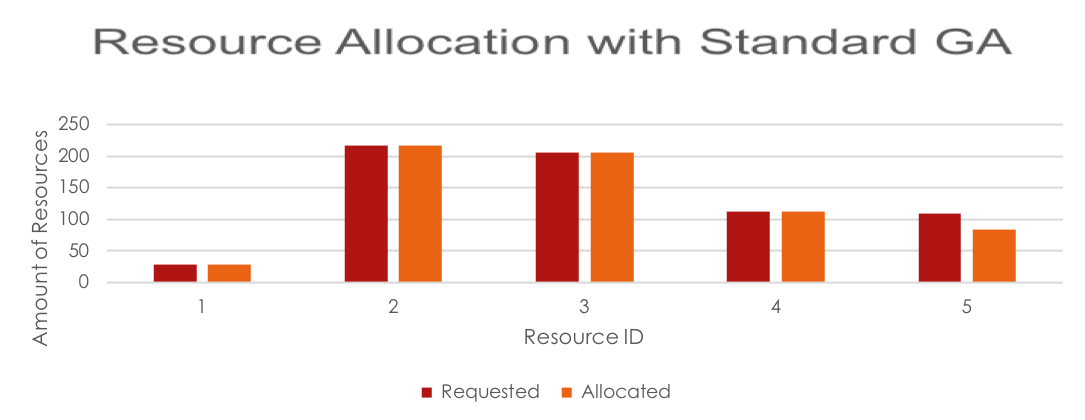 Resource Allocation with Standard GA
Amount of Resources
250
200
150
100
50
0
1 2 3 4 5
Resource ID
Requested Allocated